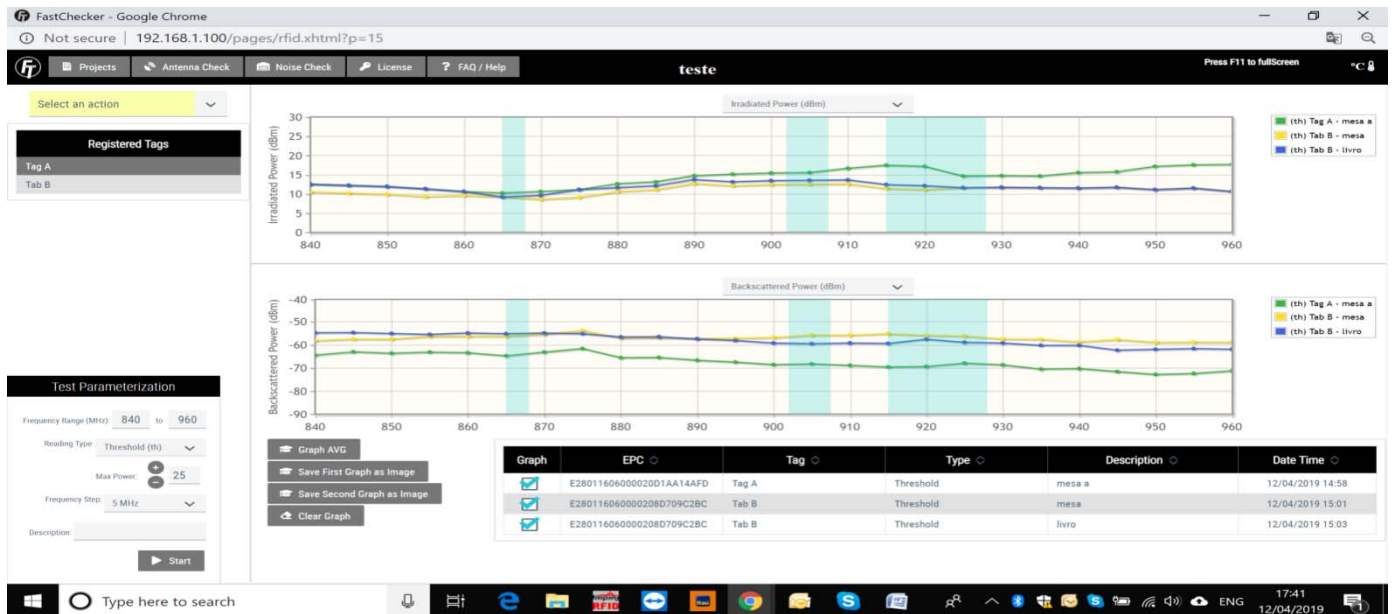 FastChecker - Google Chrome
Not secure | 192.168.1.100/pages/rfid.xhtml?p=15
FT Projects Antenna Check Noise Check License ? FAQ / Help teste Press F11 to fullScreen °C
Select an action
Registered Tags
Tag A
Tab B
Irradiated Power (dBm)
Irradiated Power (dBm)
30
25
20
15
10
5
0
840 850 860 870 880 890 900 910 920 930 940 950 960
(th) Tag A - mesa a
(th) Tab B - mesa
(th) Tab B - livro
Backscattered Power (dBm)
Backscattered Power (dBm)
-40
-50
-60
-70
-80
-90
840 850 860 870 880 890 900 910 920 930 940 950 960
(th) Tag A - mesa a
(th) Tab B - mesa
(th) Tab B - livro
Test Parameterization
Frequency Range (MHz): 840 to 960
Reading Type: Threshold (th)
Max Power: 25
Frequency Step: 5 MHz
Description:
Start
Graph AVG
Save First Graph as Image
Save Second Graph as Image
Clear Graph
Graph EPC Tag Type Description Date Time
E28011606000020D1AA14AFD Tag A Threshold mesa a 12/04/2019 14:58
E280116060000208D709C2BC Tab B Threshold mesa 12/04/2019 15:01
E280116060000208D709C2BC Tab B Threshold livro 12/04/2019 15:03
Type here to search
RFID
ENG
17:41
12/04/2019